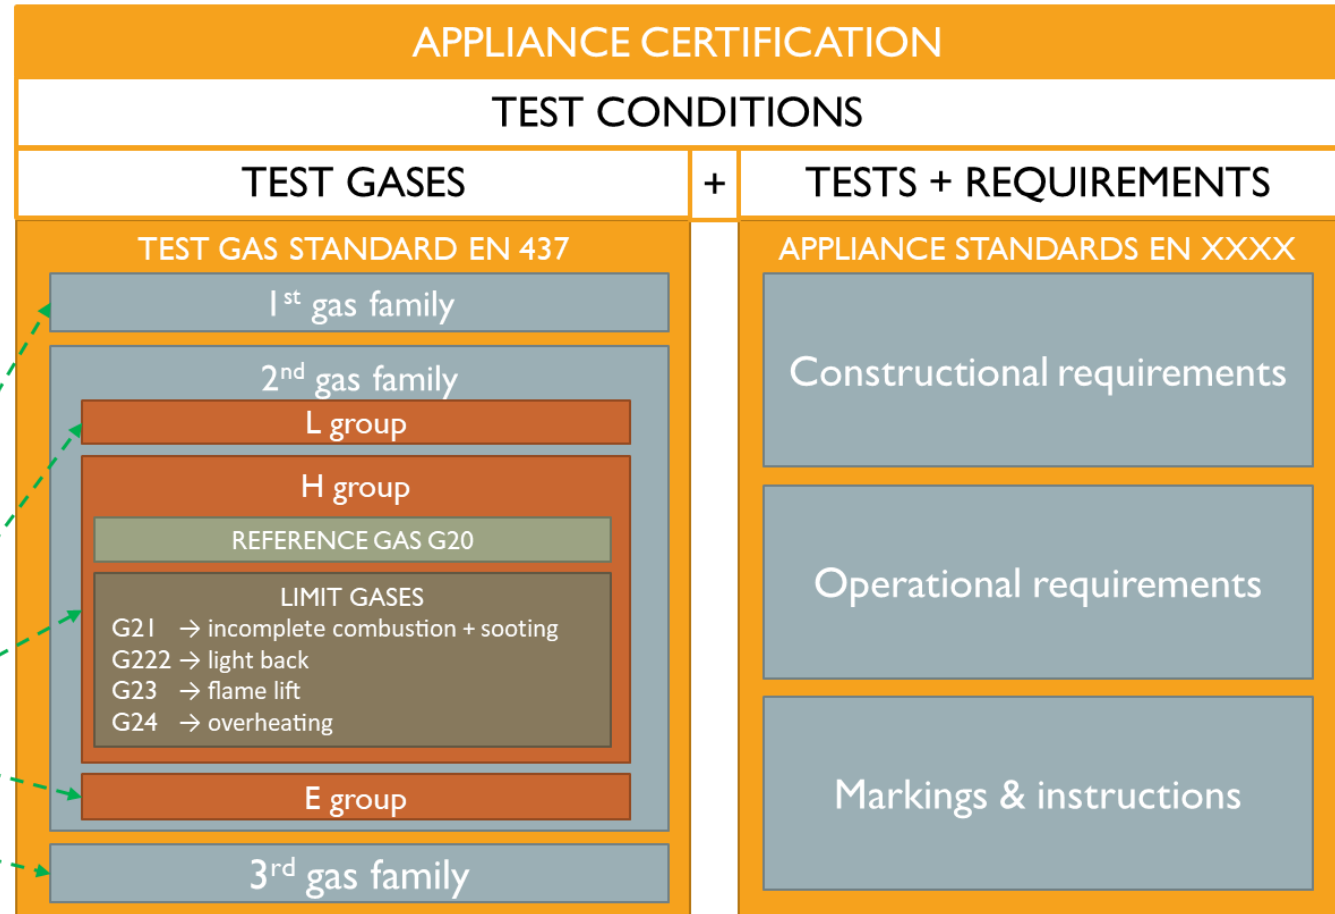 APPLIANCE CERTIFICATION
TEST CONDITIONS
TEST GASES
+
TESTS + REQUIREMENTS
TEST GAS STANDARD EN 437
1st gas family
2nd gas family
L group
H group
REFERENCE GAS G20
LIMIT GASES
G21 → incomplete combustion + sooting
G222 → light back
G23 → flame lift
G24 → overheating
E group
3rd gas family
APPLIANCE STANDARDS EN XXXX
Constructional requirements
Operational requirements
Markings & instructions